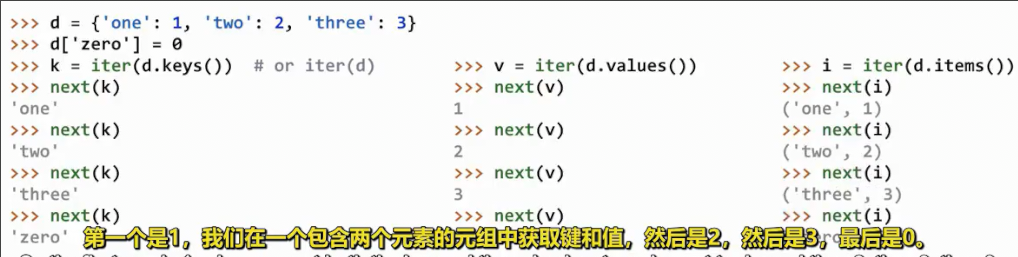 >>> d = {'one': 1, 'two': 2, 'three': 3}
>>> d['zero'] = 0
>>> k = iter(d.keys())  # or iter(d)
>>> next(k)
'one'
>>> next(k)
'two'
>>> next(k)
'three'
>>> next(k)
'zero'
>>> v = iter(d.values())
>>> next(v)
1
>>> next(v)
2
>>> next(v)
3
>>> next(v)
>>> i = iter(d.items())
>>> next(i)
('one', 1)
>>> next(i)
('two', 2)
>>> next(i)
('three', 3)
>>> next(i)
第一个是1，我们在一个包含两个元素的元组中获取键和值，然后是2，然后是3，最后是0。